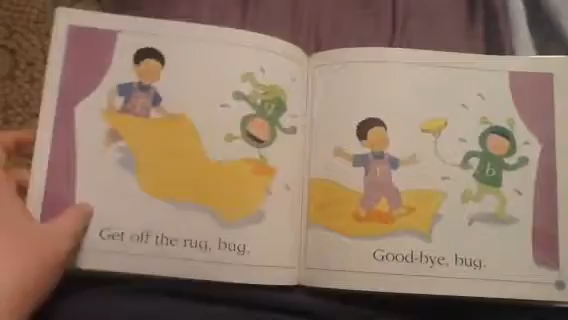 Get off the rug, bug.
Good-bye, bug.
b